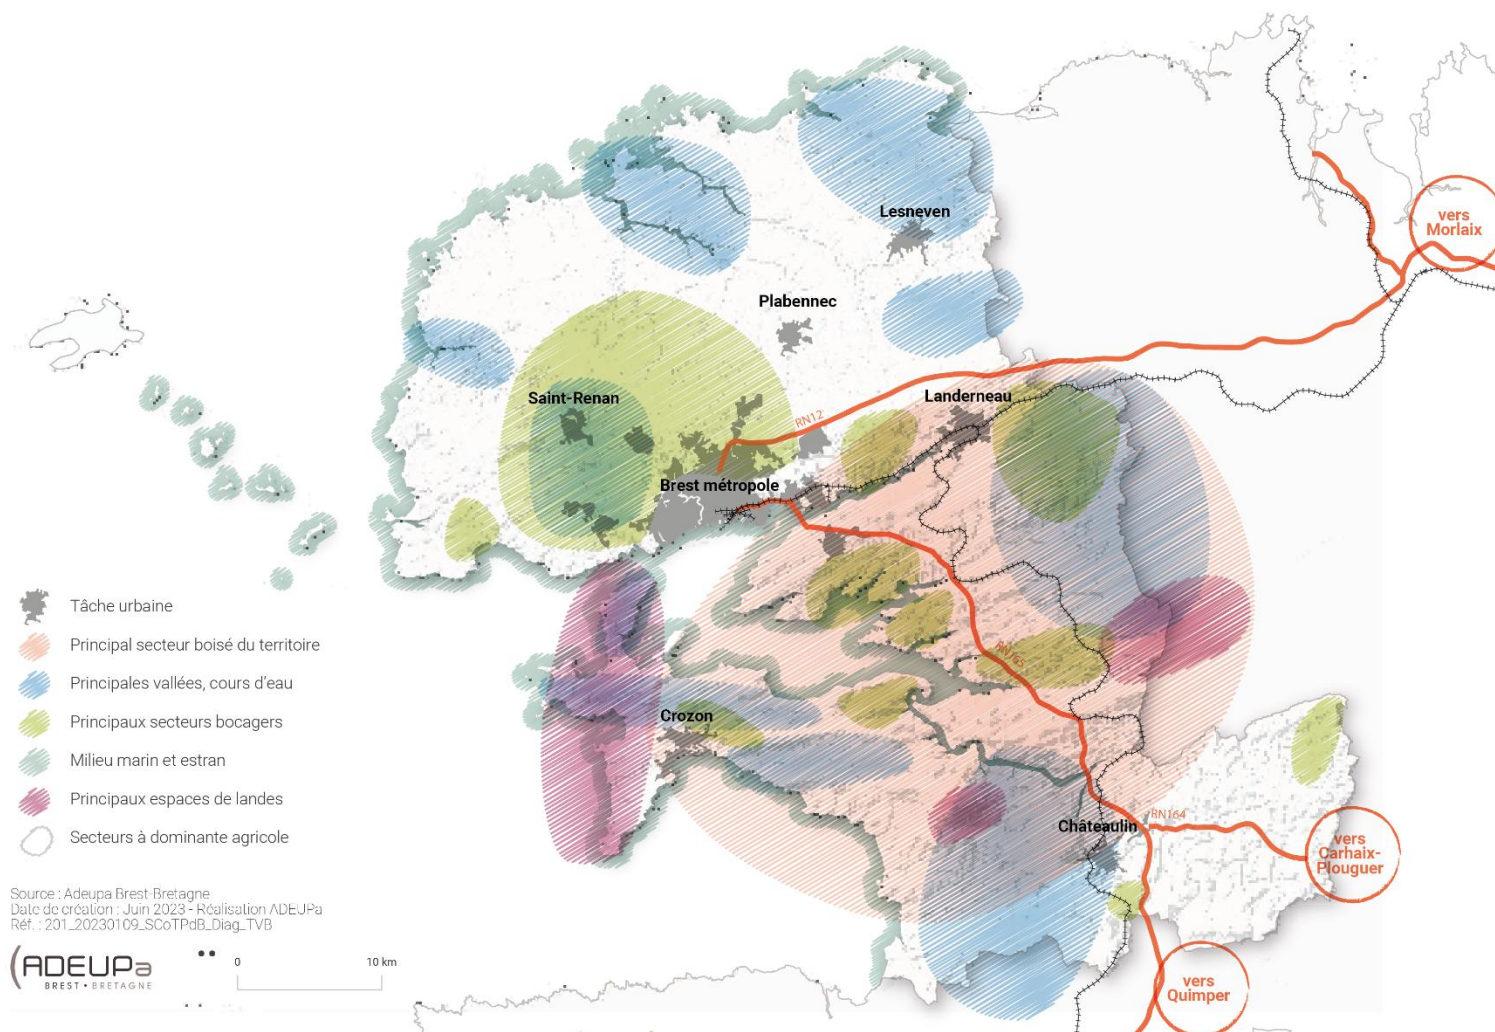 Lesneven
vers
Morlaix
Plabennec
Saint-Renan
Landerneau
RN12
Brest métropole
RN165
Crozon
Châteaulin
RN164
vers
Carhaix-
Plouguer
vers
Quimper
Tâche urbaine
Principal secteur boisé du territoire
Principales vallées, cours d'eau
Principaux secteurs bocagers
Milieu marin et estran
Principaux espaces de landes
Secteurs à dominante agricole
Source : Adeupa Brest-Bretagne
Date de création : Juin 2023 - Réalisation ADEUPa
Réf. : 201_20230109_SCoTPdB_Diag_TVB
ADEUPa
BREST • BRETAGNE
0 10 km